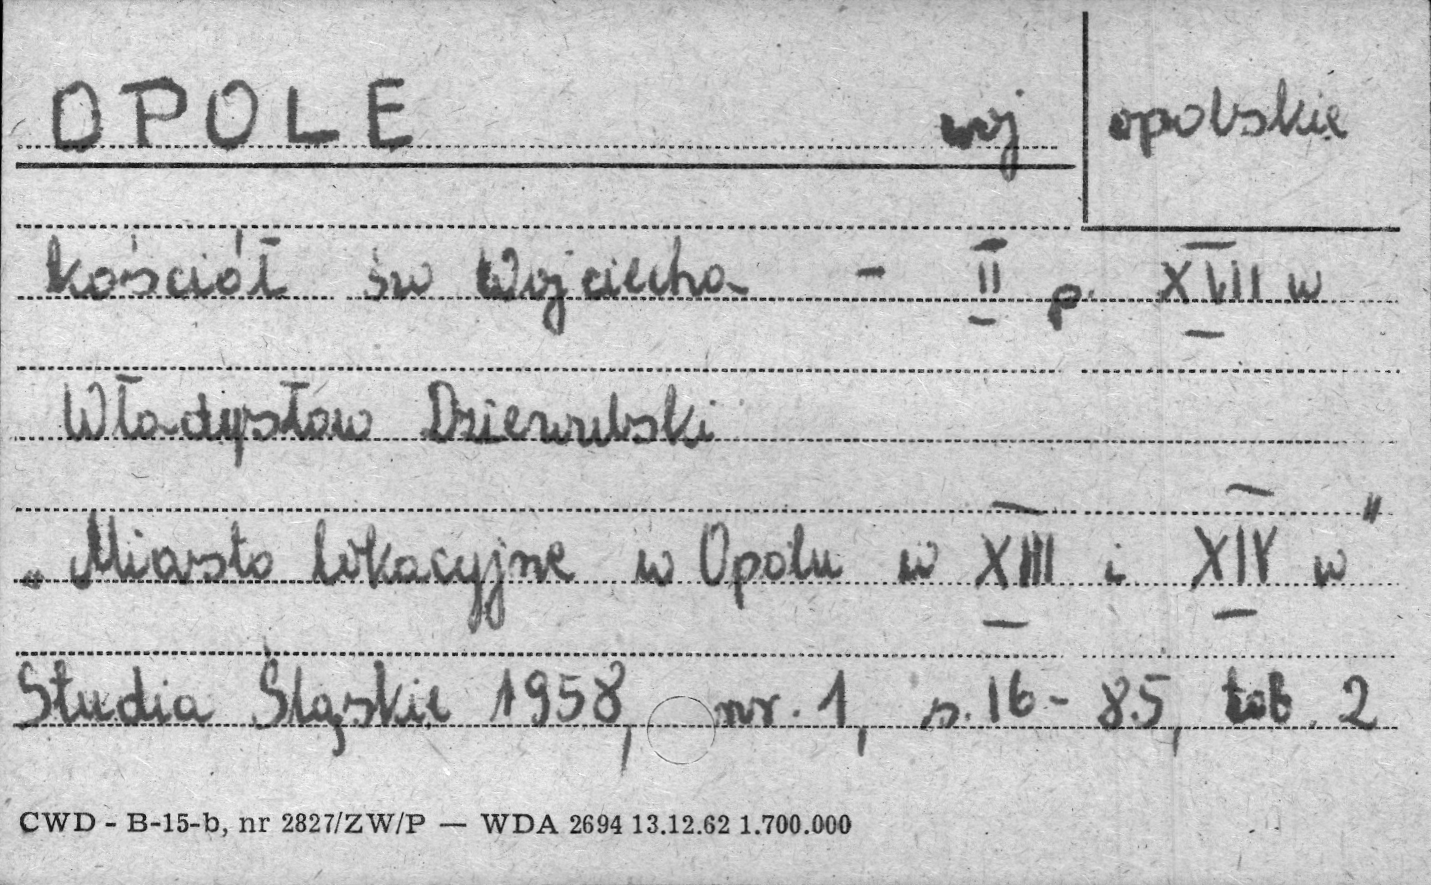 OPOLE woj opolskie
kościół św Wojciecha - II p. XVII w
Władysław Dziewulski
„Miasto lokacyjne w Opolu w XIII i XIV w"
Studia Śląskie 1958, nr. 1, s. 16-85, tab. 2
CWD - B-15-b, nr 2827/ZW/P — WDA 2694 13.12.62 1.700.000